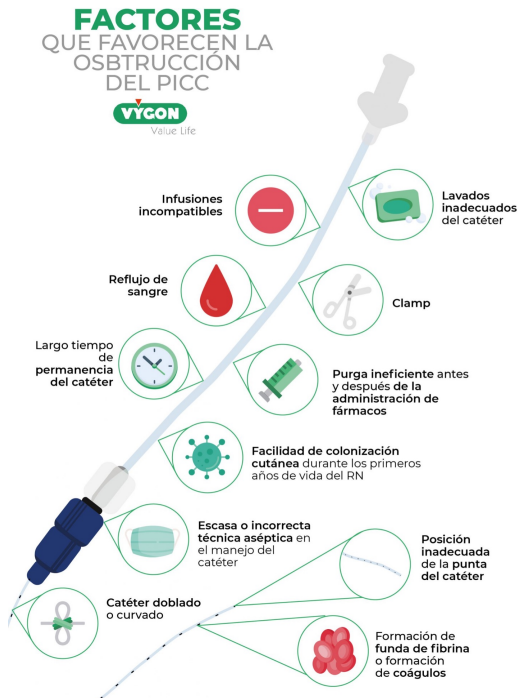 FACTORES
QUE FAVORECEN LA
OSBTRUCCIÓN
DEL PICC
VYGON
Value Life
Infusiones
incompatibles
Lavados
inadecuados
del catéter
Reflujo de
sangre
Clamp
Largo tiempo
de
permanencia
del catéter
Purga ineficiente antes
y después de la
administración de
fármacos
Facilidad de colonización
cutánea durante los primeros
años de vida del RN
Escasa o incorrecta
técnica aséptica en
el manejo del
catéter
Posición
inadecuada
de la punta
del catéter
Catéter doblado
o curvado
Formación de
funda de fibrina
o formación
de coágulos